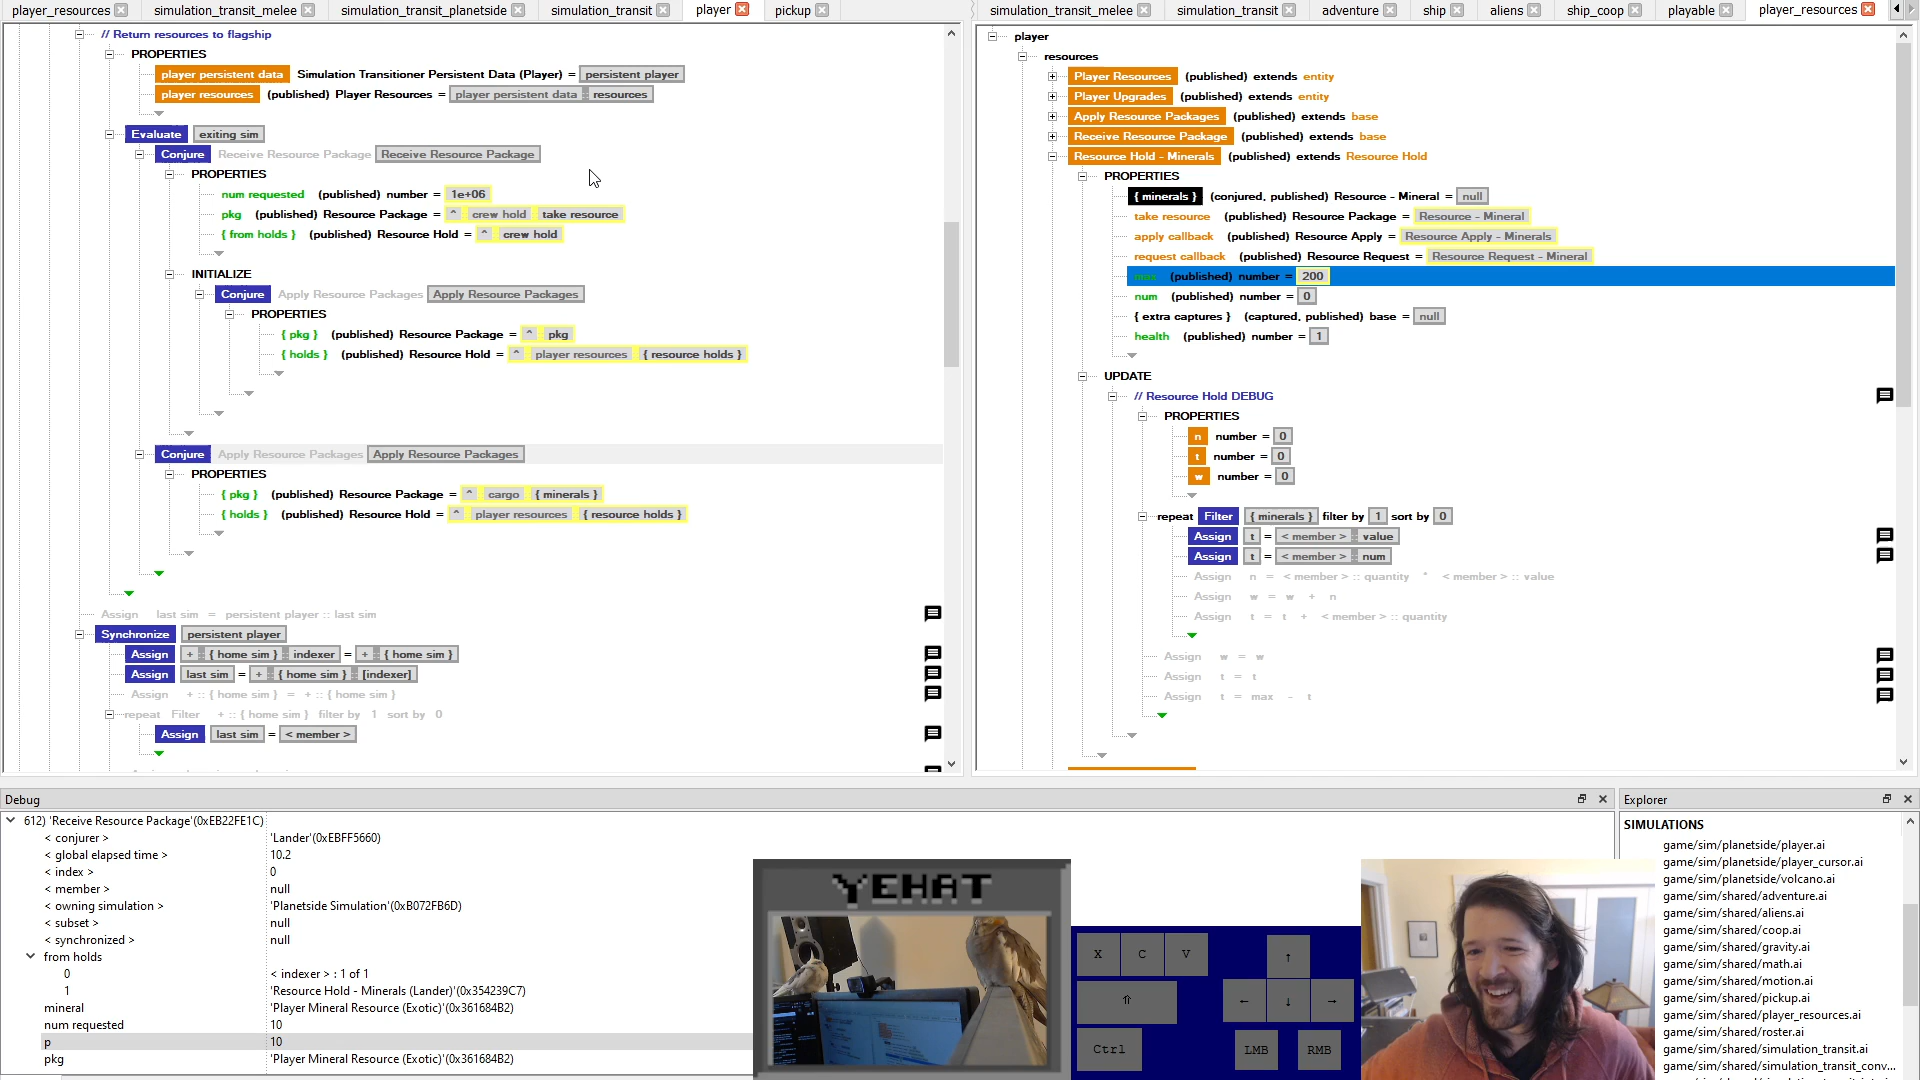 player_resources simulation_transit_melee simulation_transit_planetside simulation_transit player pickup
// Return resources to flagship
PROPERTIES
player persistent data Simulation Transitioner Persistent Data (Player) = persistent player
player resources (published) Player Resources = player persistent data resources
Evaluate exiting sim
Conjure Receive Resource Package Receive Resource Package
PROPERTIES
num requested (published) number = 1e+06
pkg (published) Resource Package = ^ crew hold take resource
{ from holds } (published) Resource Hold = ^ crew hold
INITIALIZE
Conjure Apply Resource Packages Apply Resource Packages
PROPERTIES
{ pkg } (published) Resource Package = ^ pkg
{ holds } (published) Resource Hold = ^ player resources { resource holds }
Conjure Apply Resource Packages Apply Resource Packages
PROPERTIES
{ pkg } (published) Resource Package = ^ cargo { minerals }
{ holds } (published) Resource Hold = ^ player resources { resource holds }
Assign last sim = persistent player :: last sim
Synchronize persistent player
Assign + { home sim } indexer = + { home sim }
Assign last sim = + { home sim } [indexer]
Assign + :: { home sim } = + :: { home sim }
repeat Filter + :: { home sim } filter by 1 sort by 0
Assign last sim = < member >
simulation_transit_melee simulation_transit adventure ship aliens ship_coop playable player_resources
player
resources
Player Resources (published) extends entity
Player Upgrades (published) extends entity
Apply Resource Packages (published) extends base
Receive Resource Package (published) extends base
Resource Hold - Minerals (published) extends Resource Hold
PROPERTIES
{ minerals } (conjured, published) Resource - Mineral = null
take resource (published) Resource Package = Resource - Mineral
apply callback (published) Resource Apply = Resource Apply - Minerals
request callback (published) Resource Request = Resource Request - Mineral
max (published) number = 200
num (published) number = 0
{ extra captures } (captured, published) base = null
health (published) number = 1
UPDATE
// Resource Hold DEBUG
PROPERTIES
n number = 0
t number = 0
w number = 0
repeat Filter { minerals } filter by 1 sort by 0
Assign t = < member > value
Assign t = < member > num
Assign n = < member > :: quantity * < member > :: value
Assign w = w + n
Assign t = t + < member > :: quantity
Assign w = w
Assign t = t
Assign t = max - t
Debug
612) 'Receive Resource Package'(0xEB22FE1C)
< conjurer > 'Lander'(0xEBFF5660)
< global elapsed time > 10.2
< index > 0
< member > null
< owning simulation > 'Planetside Simulation'(0xB072FB6D)
< subset > null
< synchronized > null
from holds
0 < indexer > : 1 of 1
1 'Resource Hold - Minerals (Lander)'(0x354239C7)
mineral 'Player Mineral Resource (Exotic)'(0x361684B2)
num requested 10
p 10
pkg 'Player Mineral Resource (Exotic)'(0x361684B2)
YEHAT
X C V ↑
⇧ ← ↓ →
Ctrl LMB RMB
Explorer
SIMULATIONS
game/sim/planetside/player.ai
game/sim/planetside/player_cursor.ai
game/sim/planetside/volcano.ai
game/sim/shared/adventure.ai
game/sim/shared/aliens.ai
game/sim/shared/coop.ai
game/sim/shared/gravity.ai
game/sim/shared/math.ai
game/sim/shared/motion.ai
game/sim/shared/pickup.ai
game/sim/shared/player_resources.ai
game/sim/shared/roster.ai
game/sim/shared/simulation_transit.ai
game/sim/shared/simulation_transit_conv...